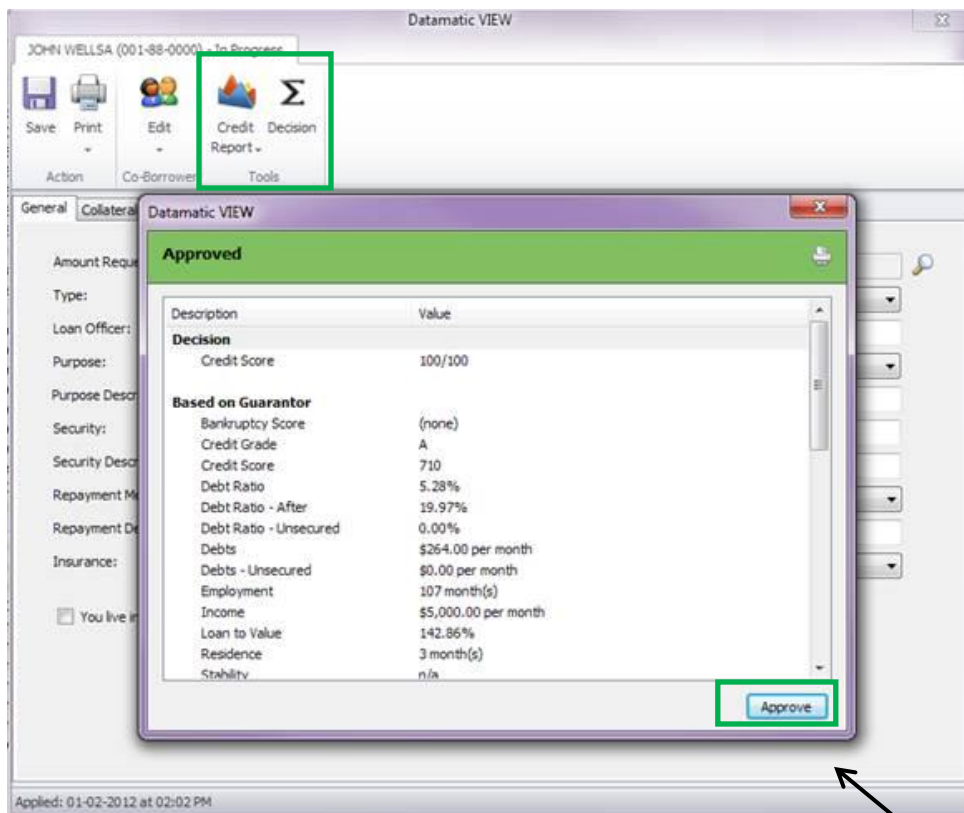 Datamatic VIEW
JOHN WELLSA (001-88-0000) - In Progress
Save Print Edit Credit Report Decision
Action Co-Borrower Tools
General Collateral
Datamatic VIEW
Approved
Amount Reque
Type:
Loan Officer:
Purpose:
Purpose Descr
Security:
Security Descr
Repayment Me
Repayment De
Insurance:
You live in
Description Value
Decision
Credit Score 100/100
Based on Guarantor
Bankruptcy Score (none)
Credit Grade A
Credit Score 710
Debt Ratio 5.28%
Debt Ratio - After 19.97%
Debt Ratio - Unsecured 0.00%
Debts $264.00 per month
Debts - Unsecured $0.00 per month
Employment 107 month(s)
Income $5,000.00 per month
Loan to Value 142.86%
Residence 3 month(s)
Stability n/a
Approve
Applied: 01-02-2012 at 02:02 PM